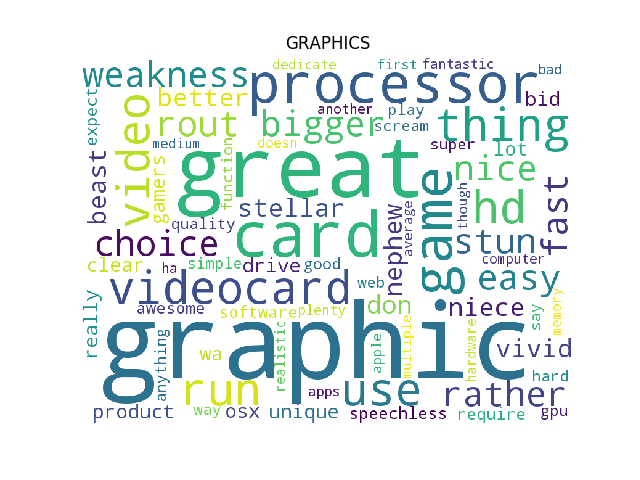 GRAPHICS
dedicate first fantastic bad
weakness processor
expect better another play bid
video rout bigger scream thing
medium function doesn super lot
beast gamers great nice
quality stellar nephew average game though hd fast
choice card stun
clear ha simple drive good web computer
videocard easy
really awesome software plenty don niece say memory
graphic
wa realistic apple multiple hardware vivid
anything run apps use rather hard
product way osx unique speechless require gpu